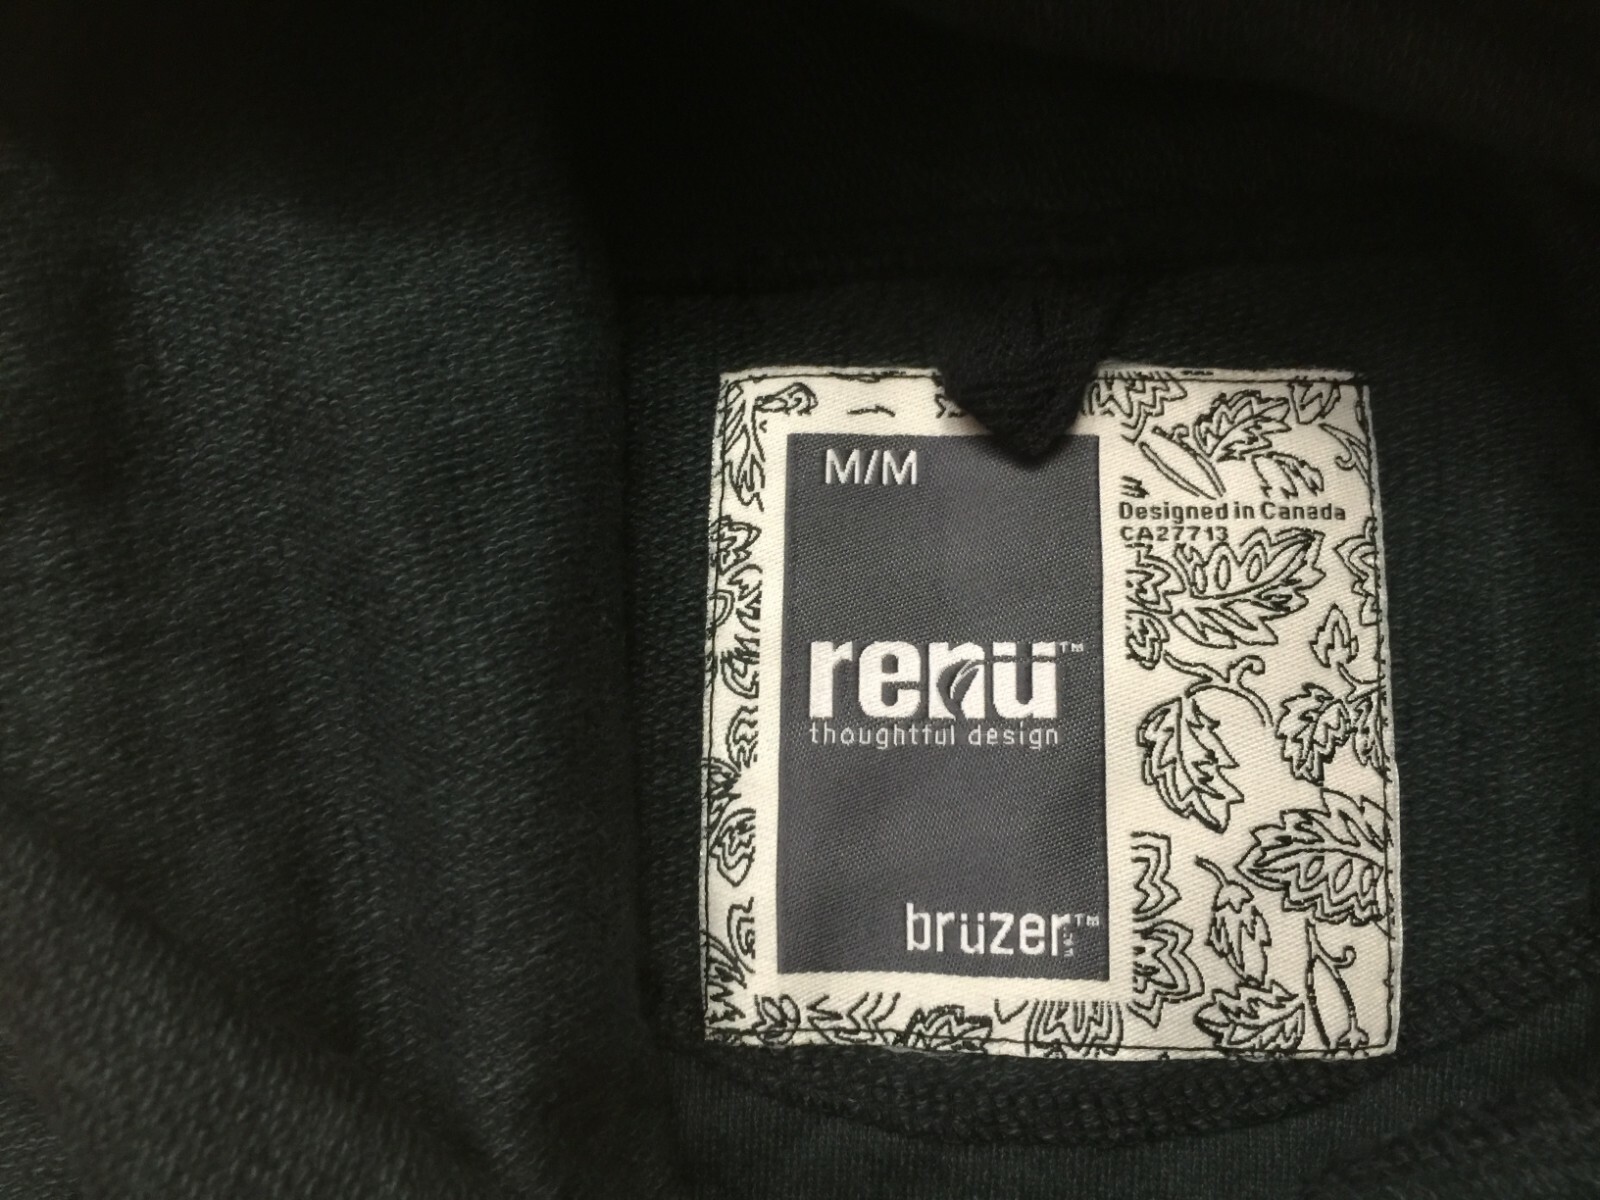 M/M
Designed in Canada
CA27713
renü™
thoughtful design
brüzer™